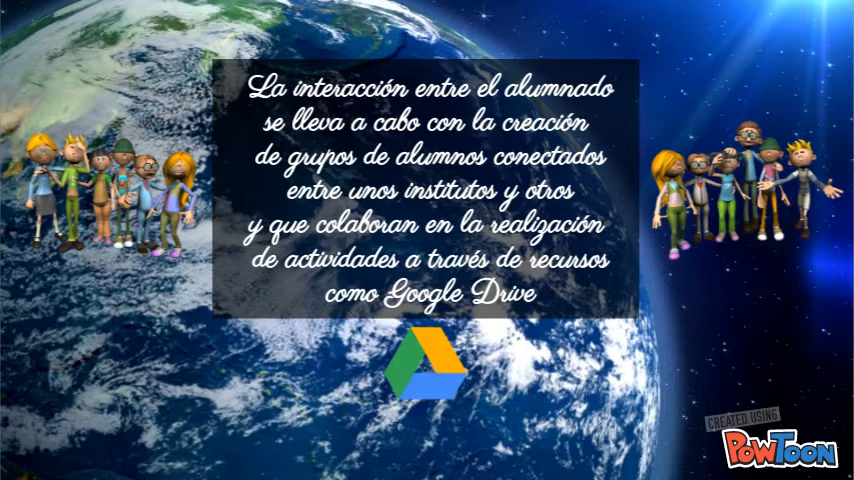 La interacción entre el alumnado
se lleva a cabo con la creación
de grupos de alumnos conectados
entre unos institutos y otros
y que colaboran en la realización
de actividades a través de recursos
como Google Drive
CREATED USING
POWTOON